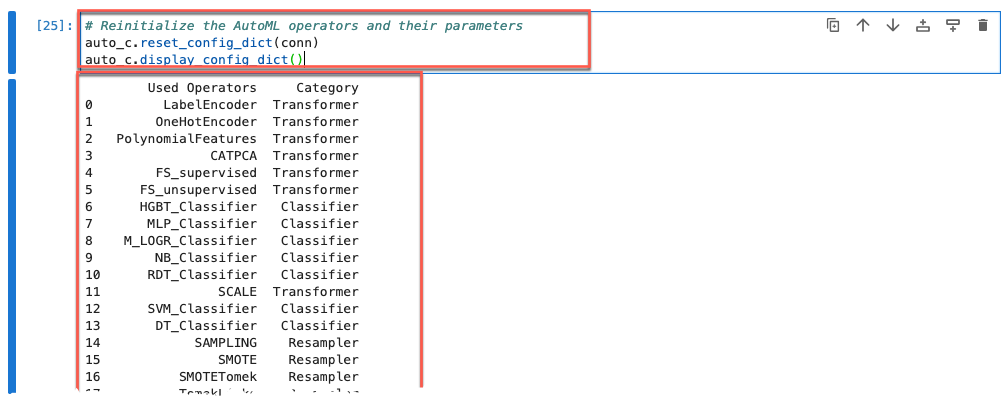 [25]: # Reinitialize the AutoML operators and their parameters
auto_c.reset_config_dict(conn)
auto_c.display_config_dict()
Used Operators Category
0 LabelEncoder Transformer
1 OneHotEncoder Transformer
2 PolynomialFeatures Transformer
3 CATPCA Transformer
4 FS_supervised Transformer
5 FS_unsupervised Transformer
6 HGBT_Classifier Classifier
7 MLP_Classifier Classifier
8 M_LOGR_Classifier Classifier
9 NB_Classifier Classifier
10 RDT_Classifier Classifier
11 SCALE Transformer
12 SVM_Classifier Classifier
13 DT_Classifier Classifier
14 SAMPLING Resampler
15 SMOTE Resampler
16 SMOTETomek Resampler